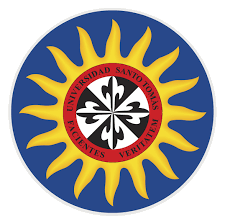 UNIVERSIDAD SANTO TOMÁS
FACIENTES VERITATEM